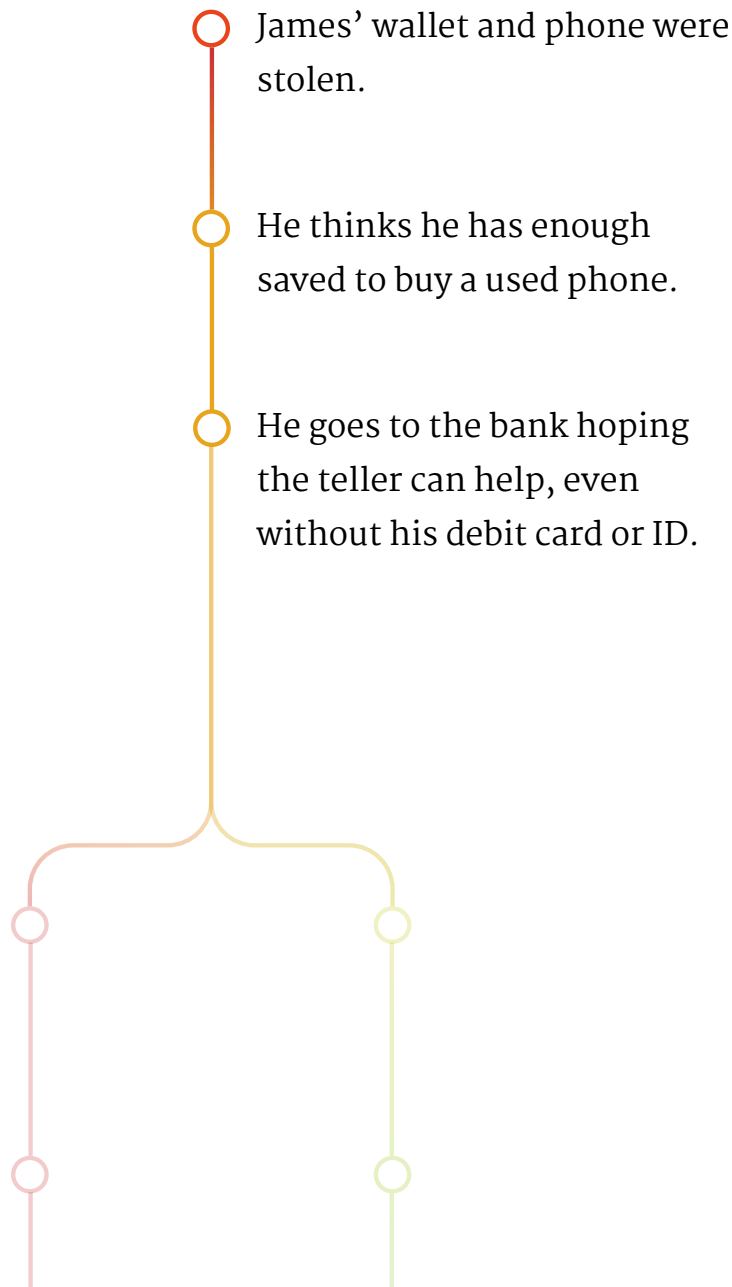 James’ wallet and phone were
stolen.
He thinks he has enough
saved to buy a used phone.
He goes to the bank hoping
the teller can help, even
without his debit card or ID.